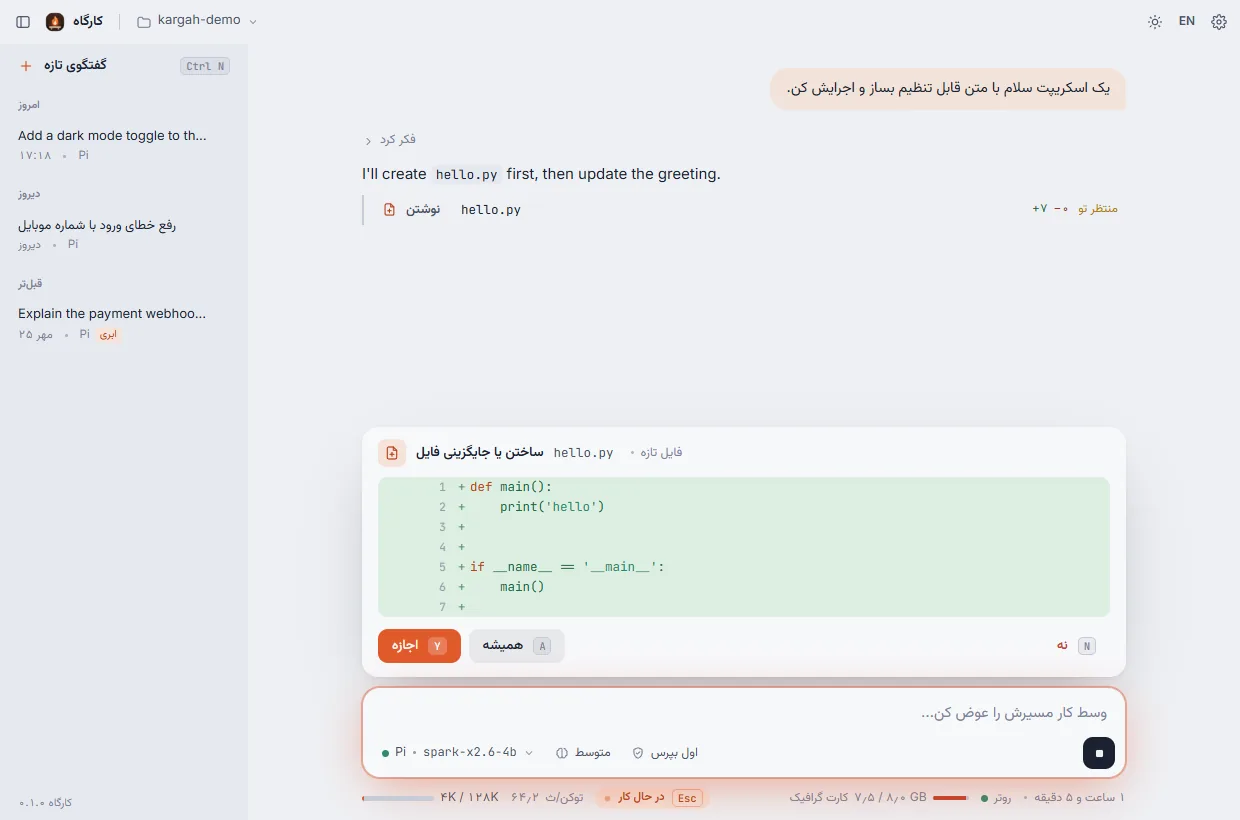 کارگاه kargah-demo EN
گفتگوی تازه Ctrl N
امروز
Add a dark mode toggle to th...
۱۷:۱۸ • Pi
دیروز
رفع خطای ورود با شماره موبایل
دیروز • Pi
قبل‌تر
Explain the payment webhoo...
۲۵ مهر • Pi ابری
کارگاه ۰.۱.۰
یک اسکریپت سلام با متن قابل تنظیم بساز و اجرایش کن.
فکر کرد
I'll create hello.py first, then update the greeting.
نوشتن hello.py +۷ −۰ منتظر تو
ساختن یا جایگزینی فایل hello.py • فایل تازه
1 + def main():
2 +     print('hello')
3 +
4 +
5 + if __name__ == '__main__':
6 +     main()
7 +
اجازه Y همیشه A نه N
وسط کار مسیرش را عوض کن...
Pi • spark-x2.6-4b متوسط اول بپرس
۴K / ۱۲۸K ۶۴٫۲ توکن/ث در حال کار Esc کارت گرافیک ۷٫۵ / ۸٫۰ GB روتر • ۱ ساعت و ۵ دقیقه